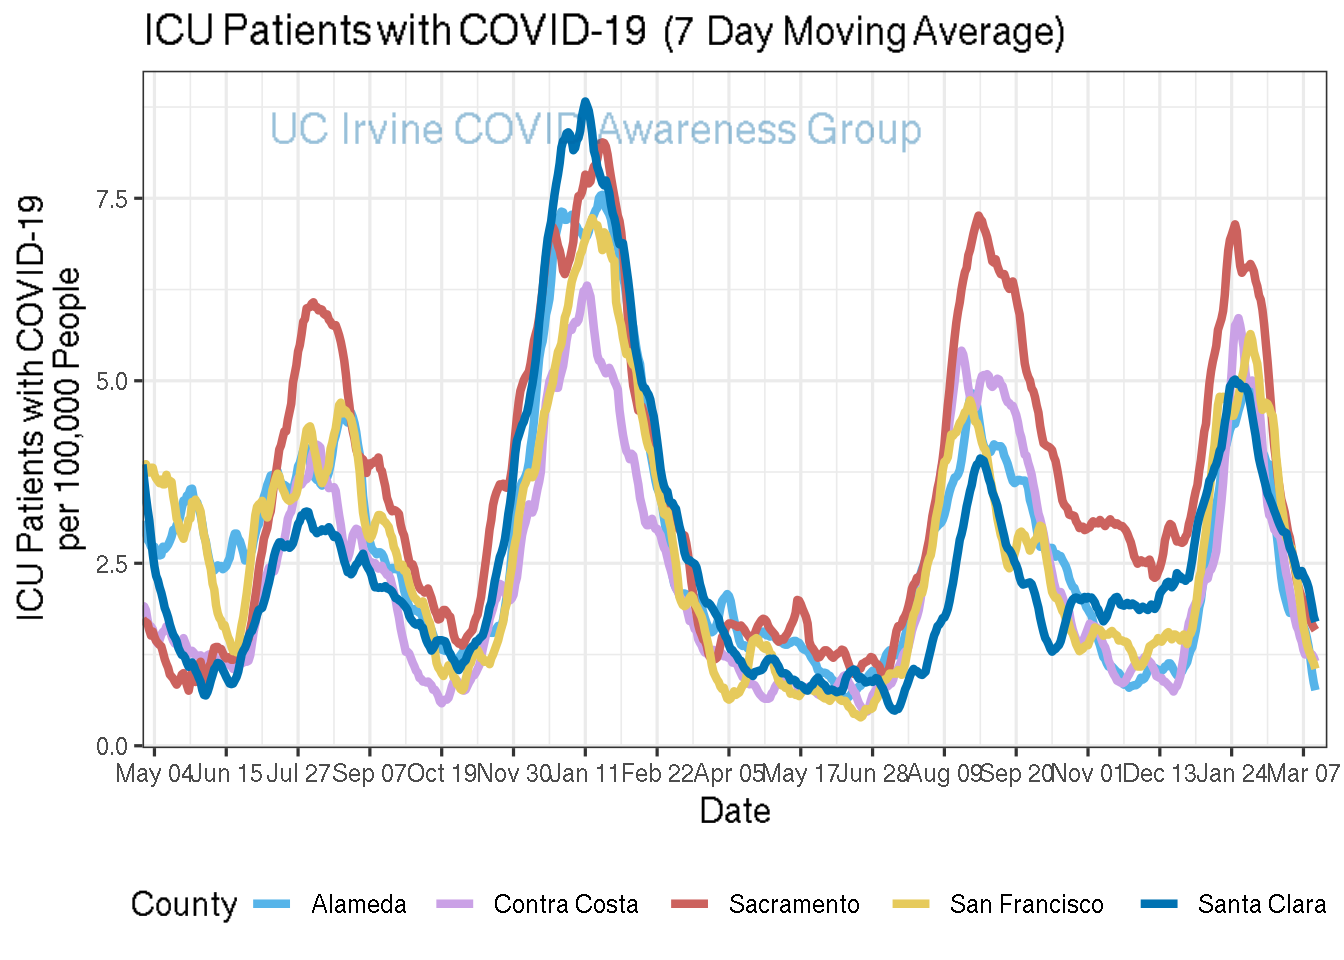 ICU Patients with COVID-19 (7 Day Moving Average)
UC Irvine COVID Awareness Group
ICU Patients with COVID-19
per 100,000 People
7.5
5.0
2.5
0.0
May 04 Jun 15 Jul 27 Sep 07 Oct 19 Nov 30 Jan 11 Feb 22 Apr 05 May 17 Jun 28 Aug 09 Sep 20 Nov 01 Dec 13 Jan 24 Mar 07
Date
County Alameda Contra Costa Sacramento San Francisco Santa Clara